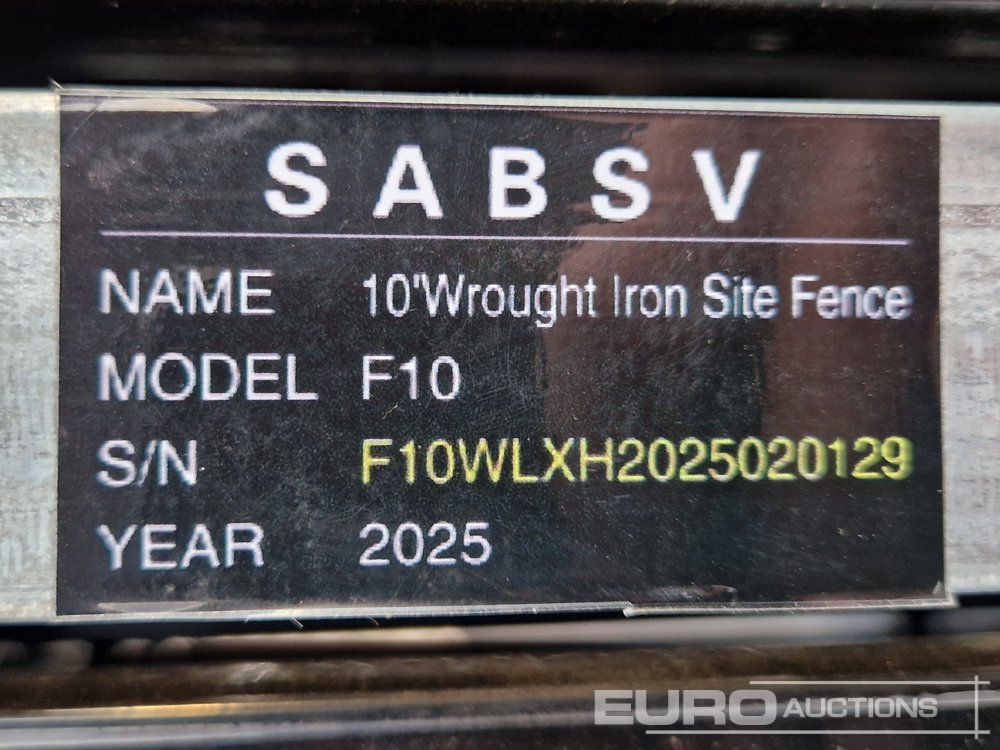 SABSV
NAME 10'Wrought Iron Site Fence
MODEL F10
S/N F10WLXH2025020129
YEAR 2025
EURO AUCTIONS